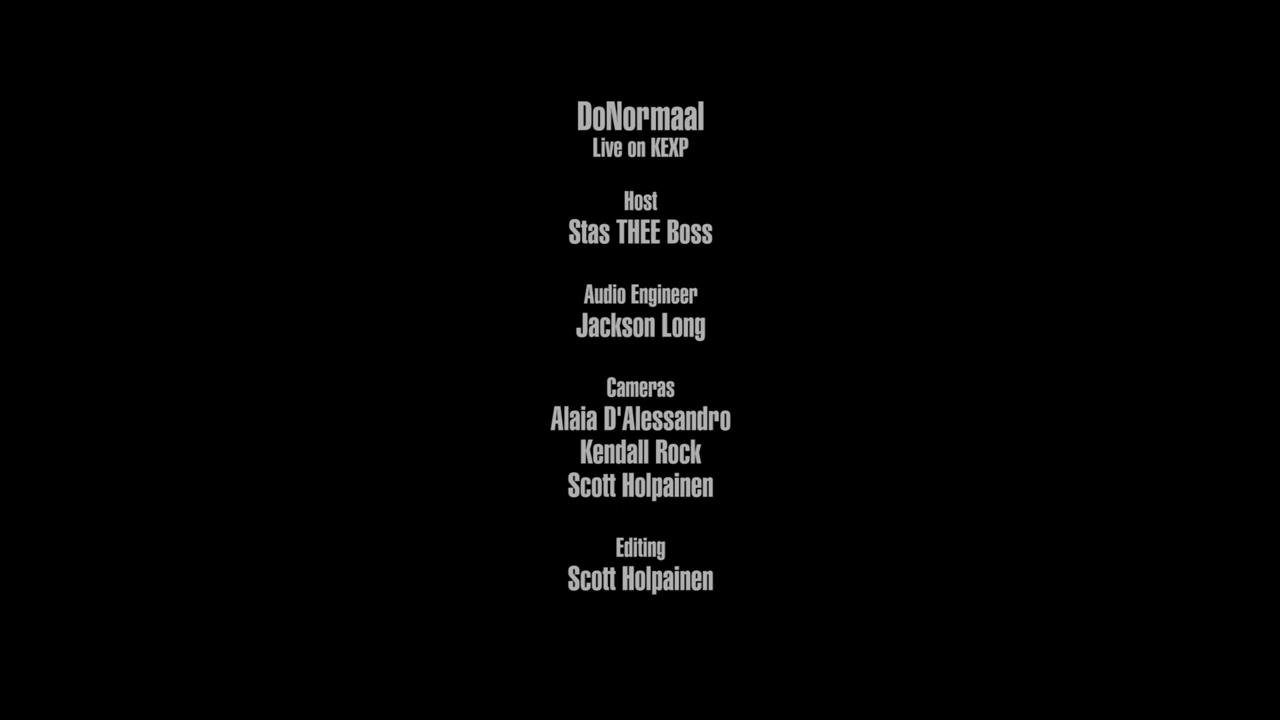 DoNormaal
Live on KEXP
Host
Stas THEE Boss
Audio Engineer
Jackson Long
Cameras
Alaia D'Alessandro
Kendall Rock
Scott Holpainen
Editing
Scott Holpainen